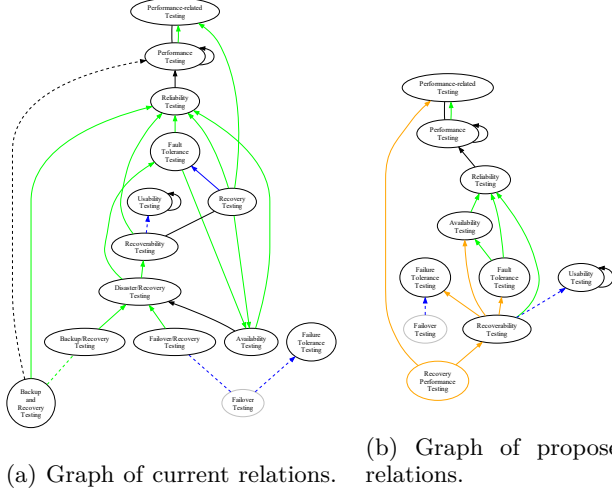 Performance-related
Testing
Performance
Testing
Reliability
Testing
Fault
Tolerance
Testing
Usability
Testing
Recovery
Testing
Recoverability
Testing
Disaster/Recovery
Testing
Backup/Recovery
Testing
Failover/Recovery
Testing
Availability
Testing
Failure
Tolerance
Testing
Backup
and
Recovery
Testing
Failover
Testing
(a) Graph of current relations.
Performance-related
Testing
Performance
Testing
Reliability
Testing
Availability
Testing
Failure
Tolerance
Testing
Fault
Tolerance
Testing
Usability
Testing
Failover
Testing
Recoverability
Testing
Recovery
Performance
Testing
(b) Graph of propose
relations.